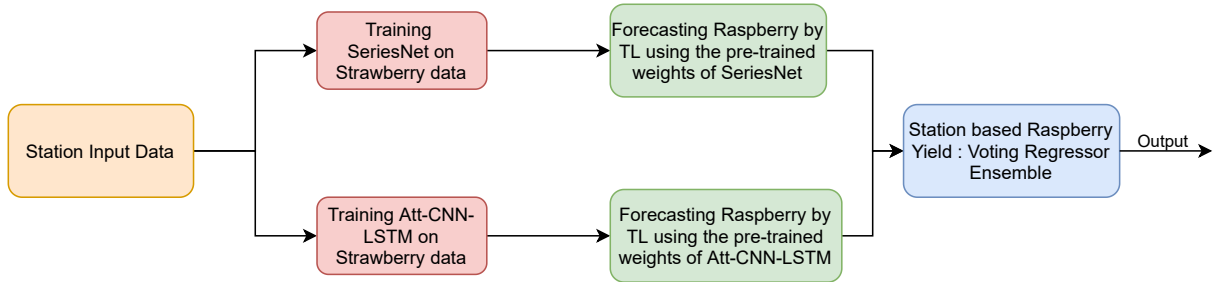 Station Input Data
Training
SeriesNet on
Strawberry data
Forecasting Raspberry by
TL using the pre-trained
weights of SeriesNet
Training Att-CNN-
LSTM on
Strawberry data
Forecasting Raspberry by
TL using the pre-trained
weights of Att-CNN-LSTM
Station based Raspberry
Yield : Voting Regressor
Ensemble
Output